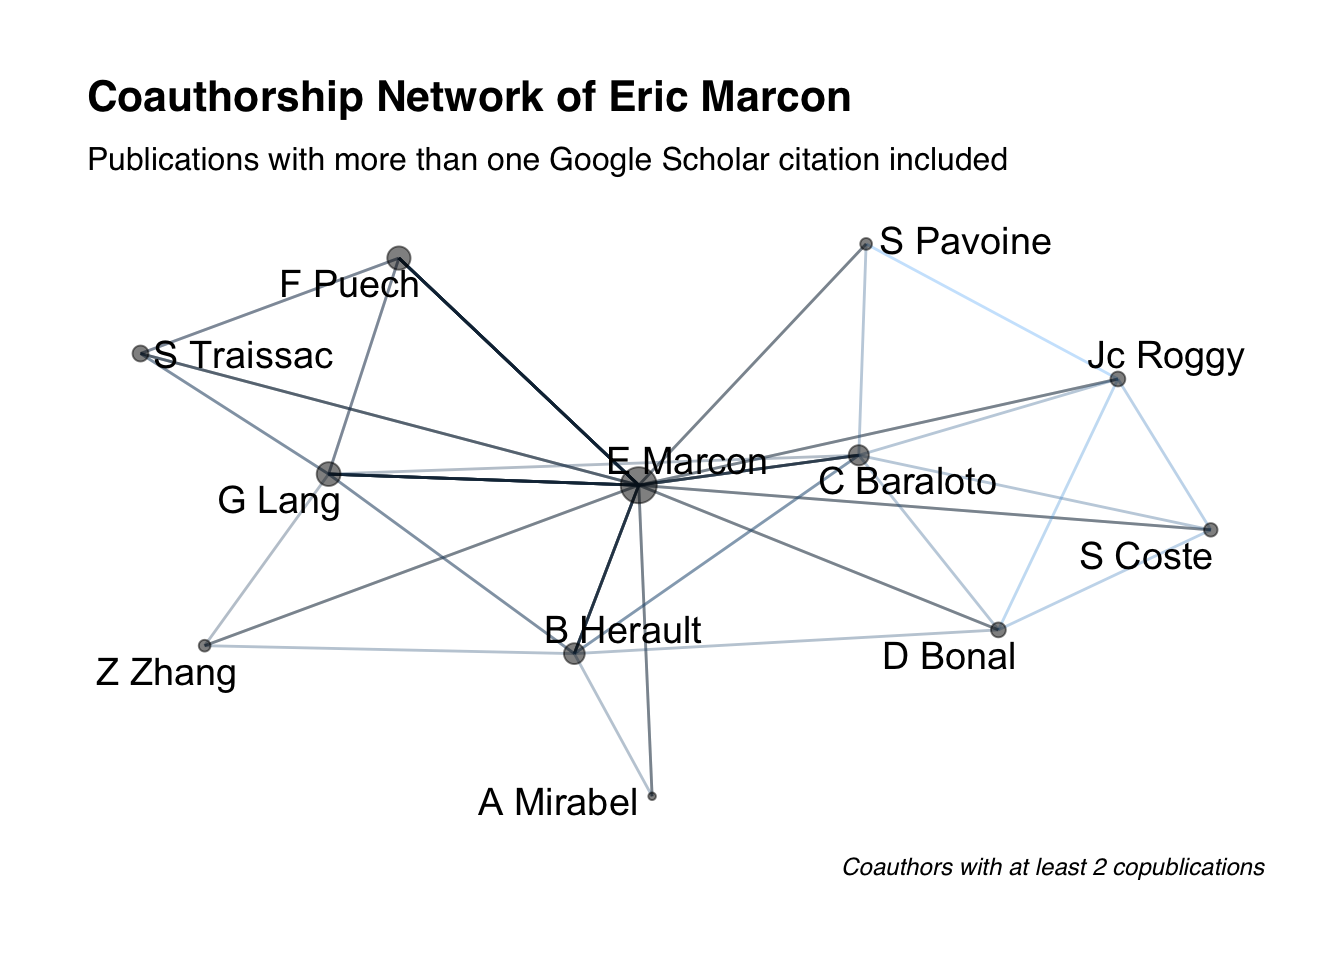 Coauthorship Network of Eric Marcon
Publications with more than one Google Scholar citation included
S Pavoine
F Puech
S Traissac
Jc Roggy
E Marcon
C Baraloto
G Lang
S Coste
B Herault
D Bonal
Z Zhang
A Mirabel
Coauthors with at least 2 copublications